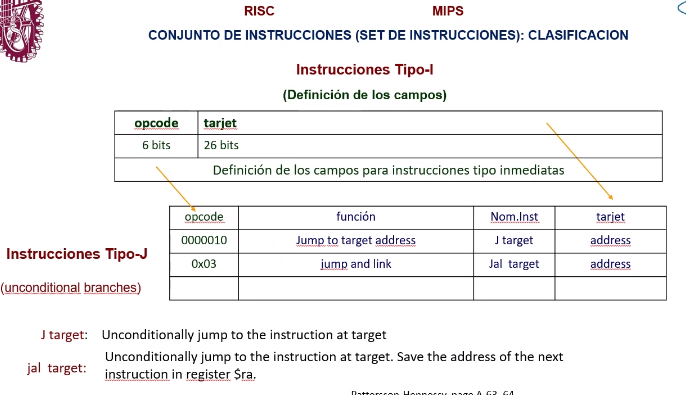 RISC MIPS
CONJUNTO DE INSTRUCCIONES (SET DE INSTRUCCIONES): CLASIFICACION
Instrucciones Tipo-I
(Definición de los campos)
opcode tarjet
6 bits 26 bits
Definición de los campos para instrucciones tipo inmediatas
opcode función Nom.Inst tarjet
0000010 Jump to target address J target address
0x03 jump and link Jal target address
Instrucciones Tipo-J
(unconditional branches)
J target: Unconditionally jump to the instruction at target
jal target: Unconditionally jump to the instruction at target. Save the address of the next
instruction in register $ra.
page A-63, 64